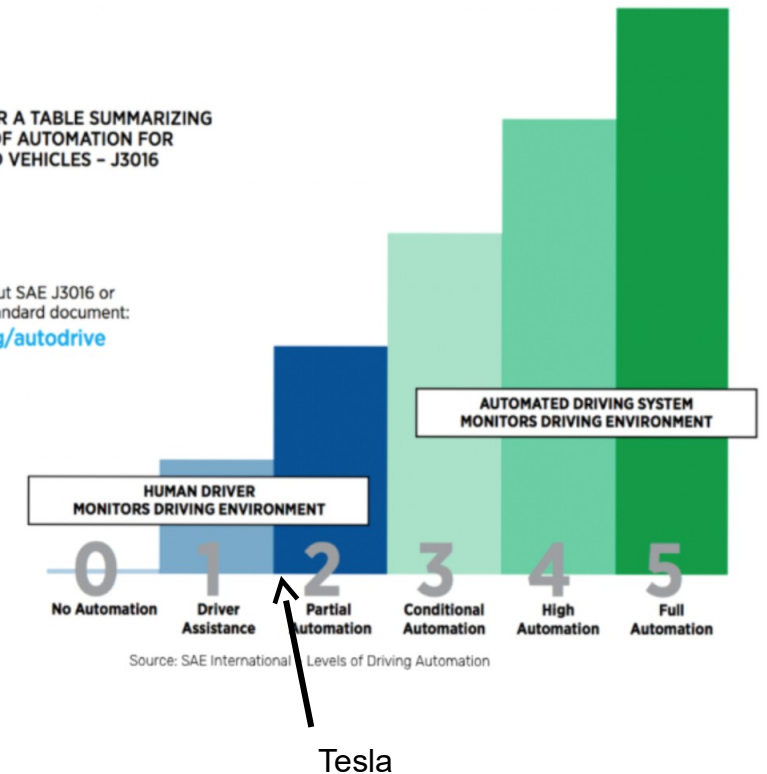 R A TABLE SUMMARIZING
OF AUTOMATION FOR
VEHICLES – J3016
ut SAE J3016 or
andard document:
g/autodrive
AUTOMATED DRIVING SYSTEM
MONITORS DRIVING ENVIRONMENT
HUMAN DRIVER
MONITORS DRIVING ENVIRONMENT
0 1 2 3 4 5
No Automation Driver Assistance Partial Automation Conditional Automation High Automation Full Automation
Source: SAE International Levels of Driving Automation
Tesla